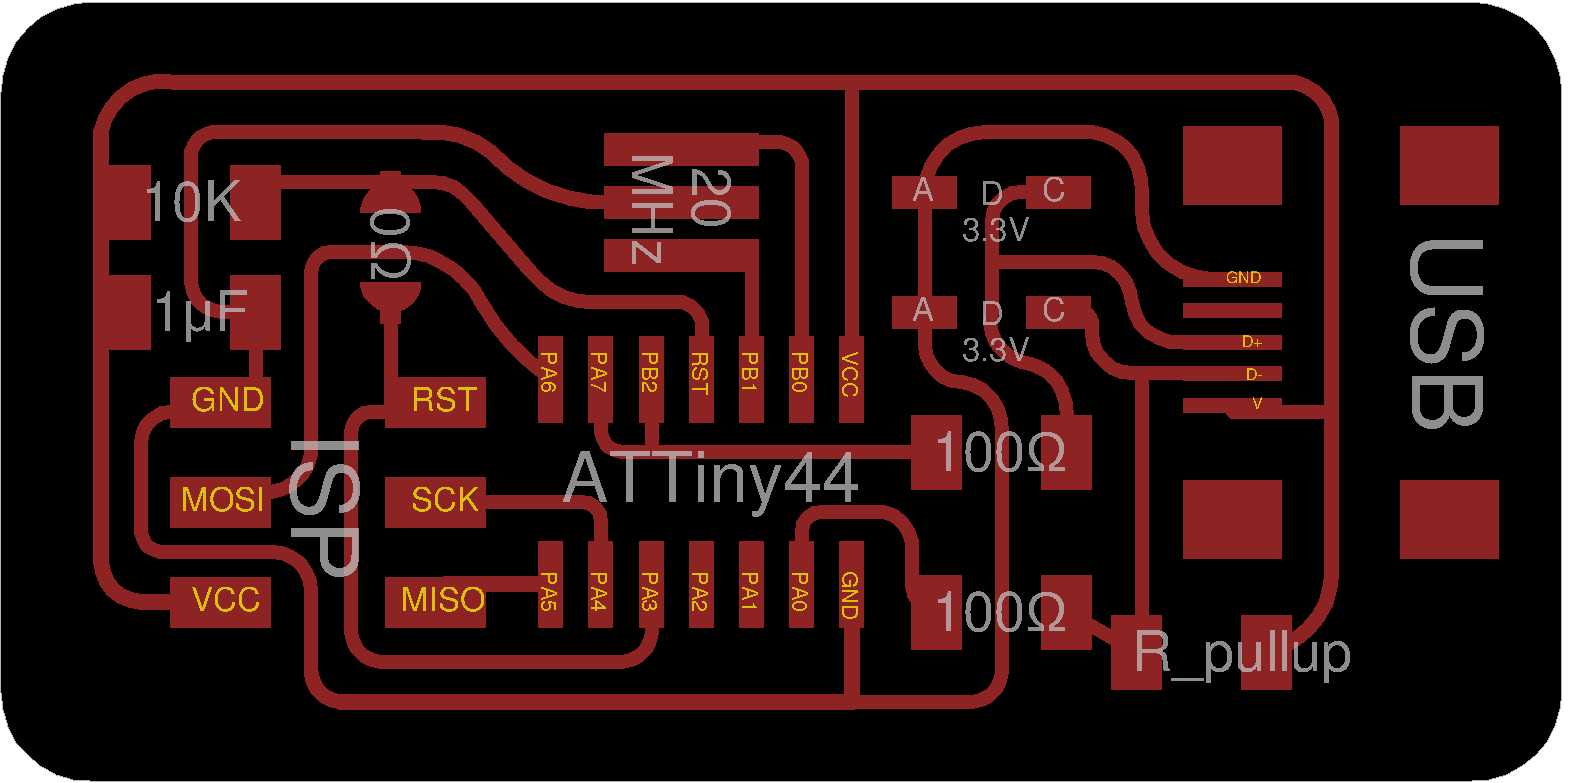 10K
1µF
0Ω
20
MHz
A
D
C
3.3V
A
D
C
3.3V
GND
D+
D-
V
USB
PA6
PA7
PB2
RST
PB1
PB0
VCC
GND
RST
MOSI
SCK
VCC
MISO
ISP
ATTiny44
100Ω
PA5
PA4
PA3
PA2
PA1
PA0
GND
100Ω
R_pullup